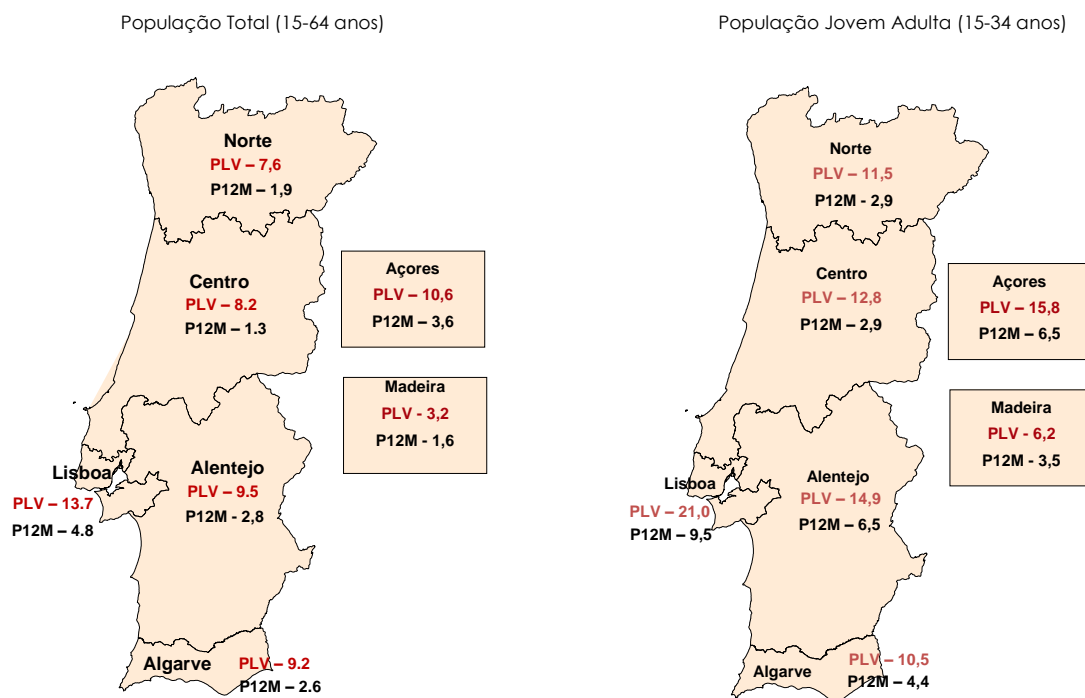 População Total (15-64 anos)
Norte
PLV – 7,6
P12M – 1,9
Centro
PLV – 8.2
P12M – 1.3
Açores
PLV – 10,6
P12M – 3,6
Madeira
PLV - 3,2
P12M - 1,6
Lisboa
PLV – 13.7
P12M – 4.8
Alentejo
PLV – 9.5
P12M - 2,8
Algarve
PLV – 9.2
P12M – 2.6
População Jovem Adulta (15-34 anos)
Norte
PLV – 11,5
P12M - 2,9
Centro
PLV – 12,8
P12M – 2,9
Açores
PLV – 15,8
P12M – 6,5
Madeira
PLV - 6,2
P12M - 3,5
Lisboa
PLV – 21,0
P12M – 9,5
Alentejo
PLV – 14,9
P12M – 6,5
Algarve
PLV – 10,5
P12M – 4,4